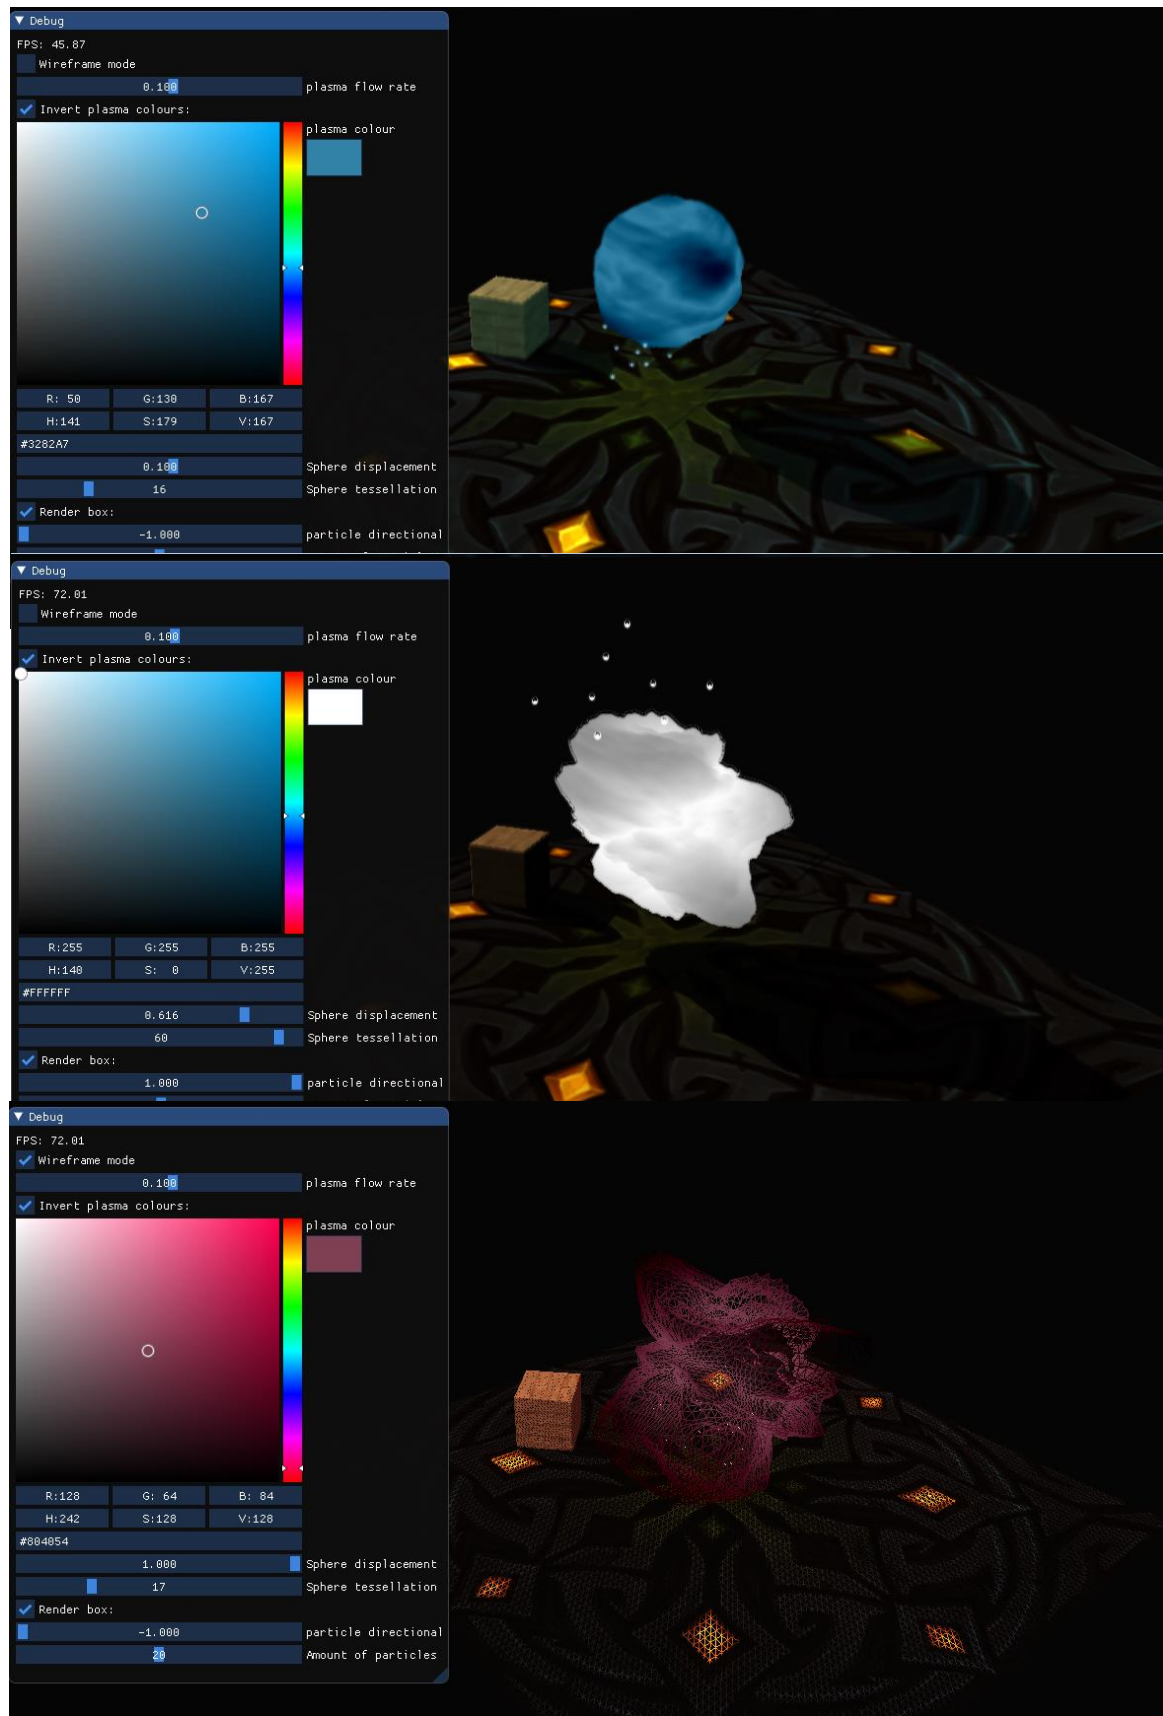 Debug
FPS: 45.87
Wireframe mode
0.100 plasma flow rate
Invert plasma colours:
plasma colour
R: 50 G:130 B:167
H:141 S:179 V:167
#3282A7
0.100 Sphere displacement
16 Sphere tessellation
Render box:
-1.000 particle directional
Debug
FPS: 72.01
Wireframe mode
0.100 plasma flow rate
Invert plasma colours:
plasma colour
R:255 G:255 B:255
H:140 S: 0 V:255
#FFFFFF
0.616 Sphere displacement
60 Sphere tessellation
Render box:
1.000 particle directional
Debug
FPS: 72.01
Wireframe mode
0.100 plasma flow rate
Invert plasma colours:
plasma colour
R:128 G: 64 B: 84
H:242 S:128 V:128
#804054
1.000 Sphere displacement
17 Sphere tessellation
Render box:
-1.000 particle directional
20 Amount of particles